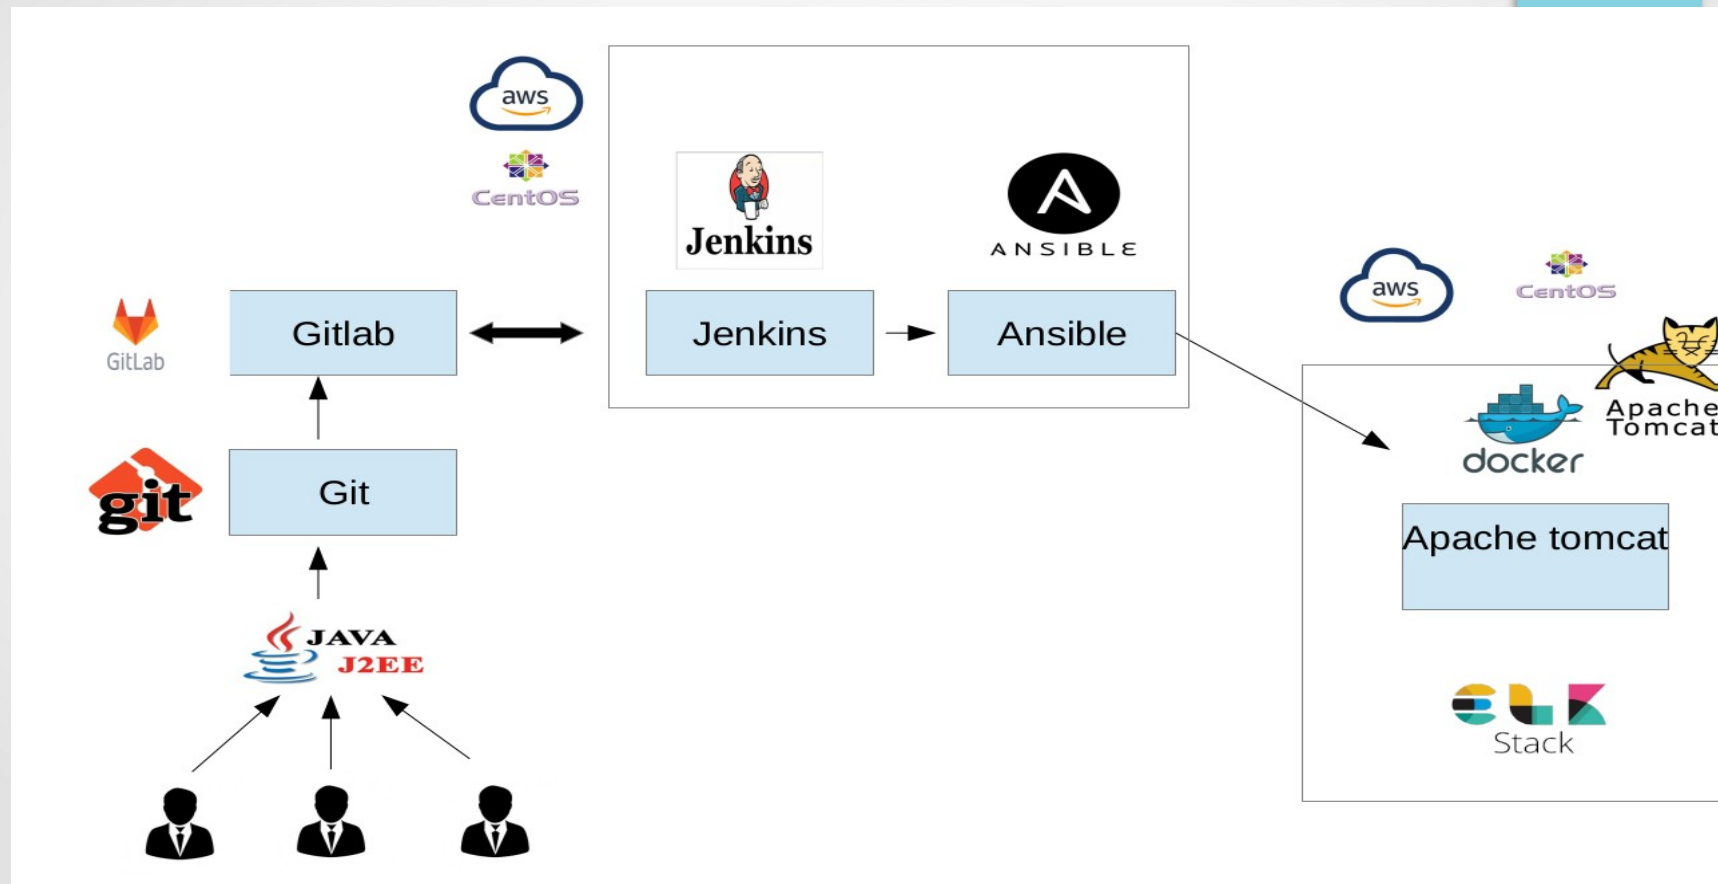 aws
CentOS
Jenkins
ANSIBLE
aws
CentOS
GitLab
Gitlab
Jenkins
Ansible
Apache
Tomcat
docker
git
Git
Apache tomcat
JAVA
J2EE
ELK
Stack